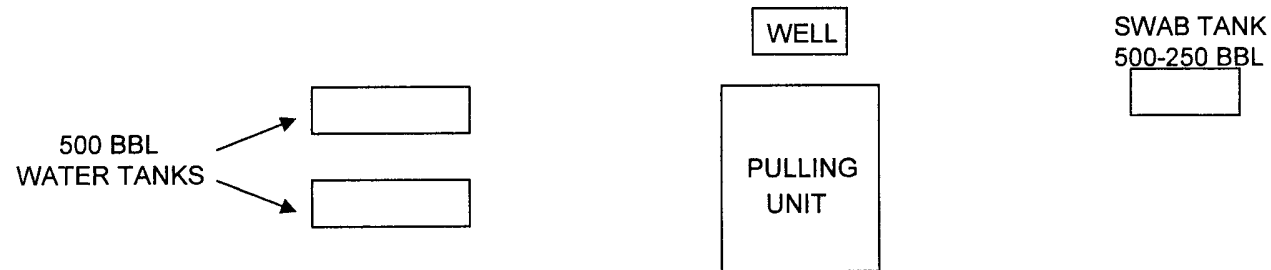 WELL
SWAB TANK
500-250 BBL
500 BBL
WATER TANKS
PULLING
UNIT